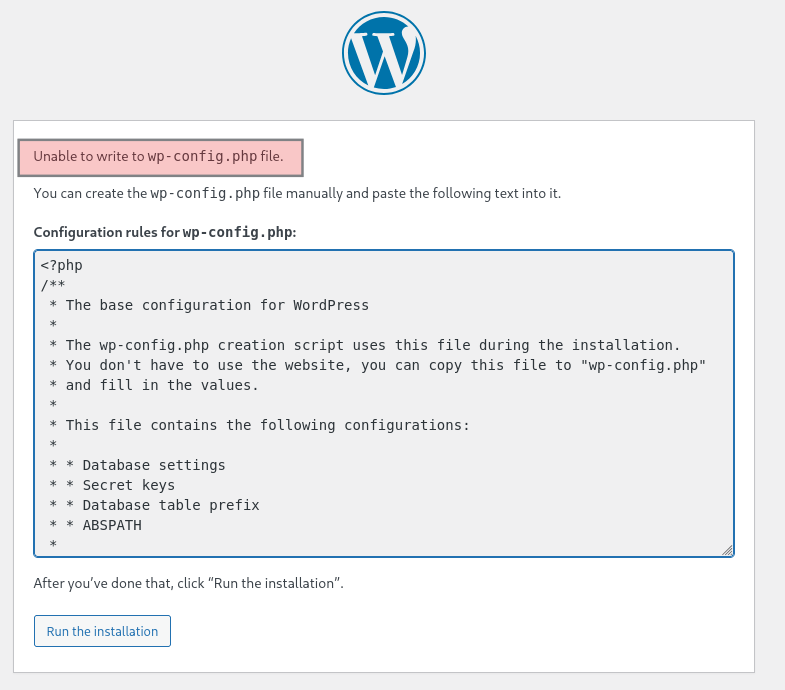 Unable to write to wp-config.php file.
You can create the wp-config.php file manually and paste the following text into it.
Configuration rules for wp-config.php:
<?php
/**
 * The base configuration for WordPress
 *
 * The wp-config.php creation script uses this file during the installation.
 * You don't have to use the website, you can copy this file to "wp-config.php"
 * and fill in the values.
 *
 * This file contains the following configurations:
 *
 * * Database settings
 * * Secret keys
 * * Database table prefix
 * * ABSPATH
 *
After you’ve done that, click “Run the installation”.
Run the installation